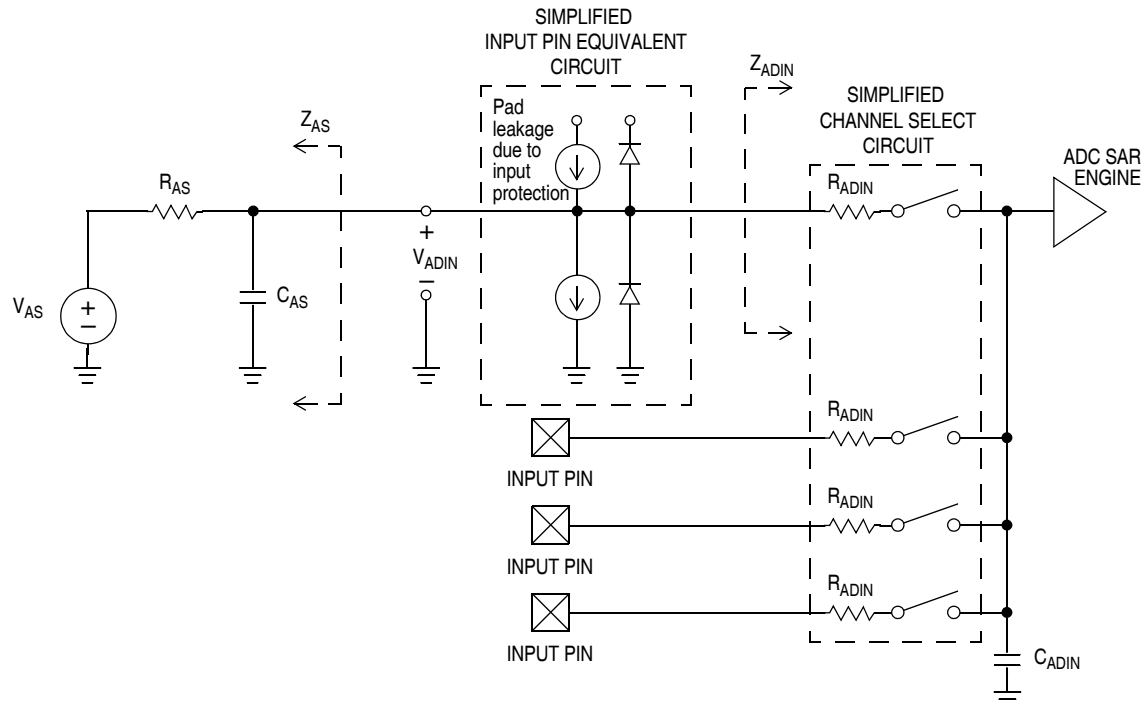 SIMPLIFIED
INPUT PIN EQUIVALENT
CIRCUIT
Pad
leakage
due to
input
protection
ZAS
RAS
VAS
+
−
CAS
+
VADIN
−
ZADIN
SIMPLIFIED
CHANNEL SELECT
CIRCUIT
RADIN
ADC SAR
ENGINE
RADIN
INPUT PIN
RADIN
INPUT PIN
RADIN
INPUT PIN
CADIN